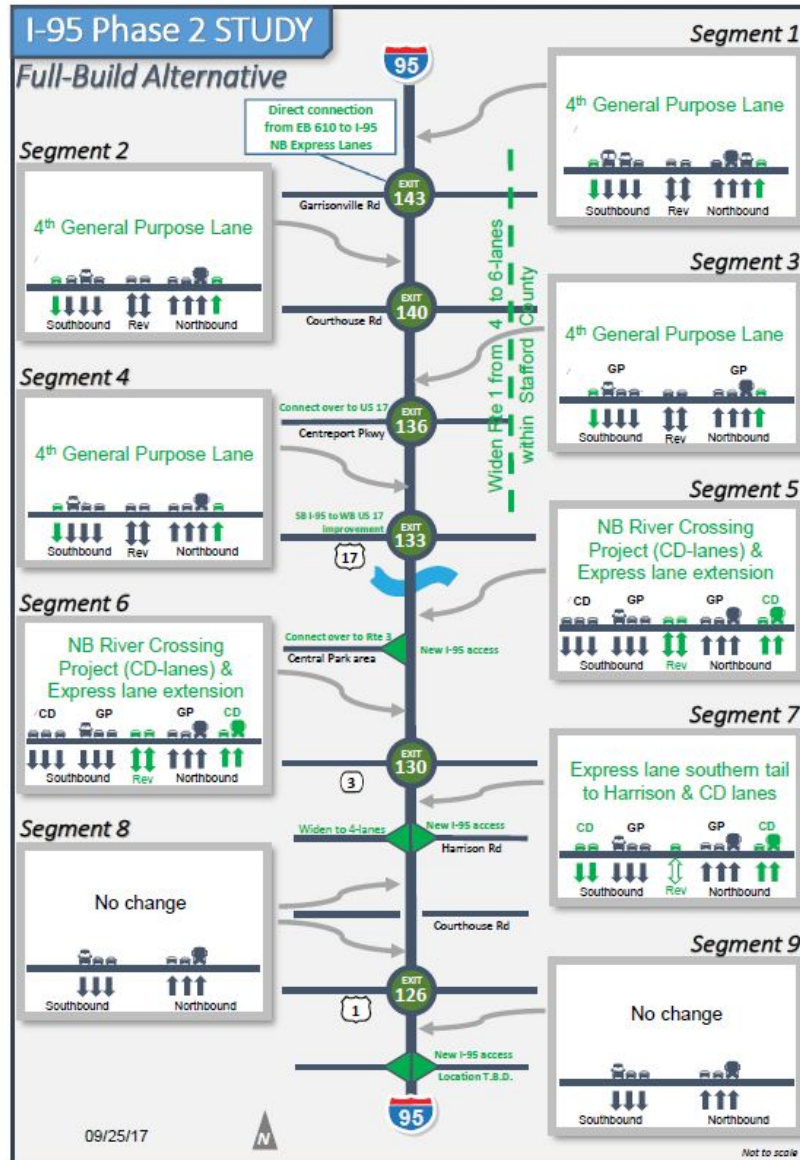 I-95 Phase 2 STUDY
Full-Build Alternative
95
Segment 1
4th General Purpose Lane
Southbound Rev Northbound
Direct connection
from EB 610 to I-95
NB Express Lanes
EXIT
143
Garrisonville Rd
Segment 2
4th General Purpose Lane
Southbound Rev Northbound
Widen Rte 1 from 4 to 6-lanes
within Stafford County
EXIT
140
Courthouse Rd
Segment 3
4th General Purpose Lane
GP GP
Southbound Rev Northbound
Segment 4
4th General Purpose Lane
Southbound Rev Northbound
Connect over to US 17
EXIT
136
Centreport Pkwy
SB I-95 to WB US 17
improvement
EXIT
133
17
Segment 5
NB River Crossing
Project (CD-lanes) &
Express lane extension
CD GP GP CD
Southbound Rev Northbound
Segment 6
NB River Crossing
Project (CD-lanes) &
Express lane extension
CD GP GP CD
Southbound Rev Northbound
Connect over to Rte 3
Central Park area
New I-95 access
EXIT
130
3
Segment 7
Express lane southern tail
to Harrison & CD lanes
CD GP GP CD
Southbound Rev Northbound
Widen to 4-lanes
New I-95 access
Harrison Rd
Segment 8
No change
Southbound Northbound
Courthouse Rd
EXIT
126
1
Segment 9
No change
Southbound Northbound
New I-95 access
Location T.B.D.
95
09/25/17
N
Not to scale